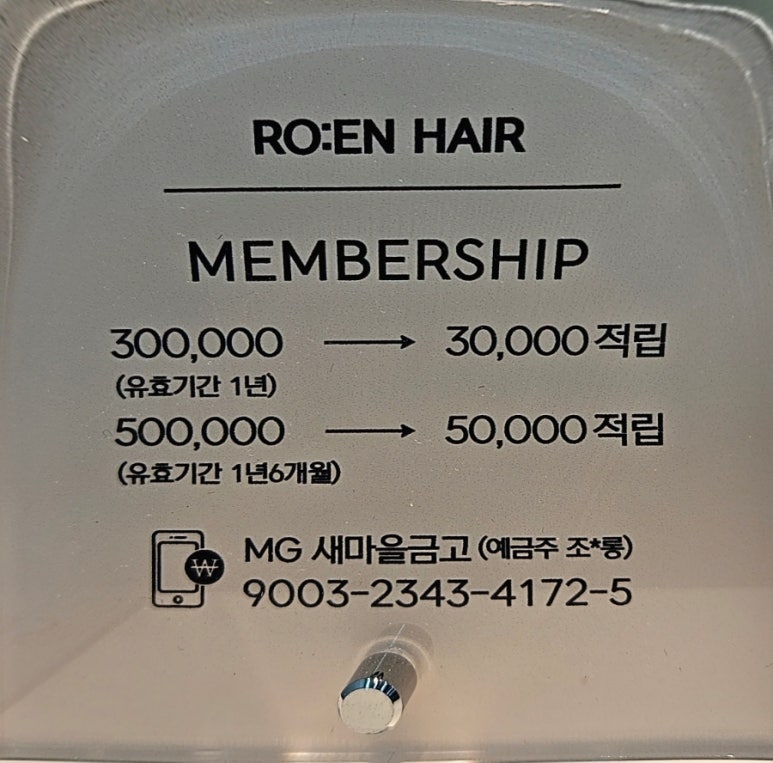 RO:EN HAIR
MEMBERSHIP
300,000 → 30,000 적립
(유효기간 1년)
500,000 → 50,000 적립
(유효기간 1년6개월)
₩ MG 새마을금고 (예금주 조*롱)
9003-2343-4172-5